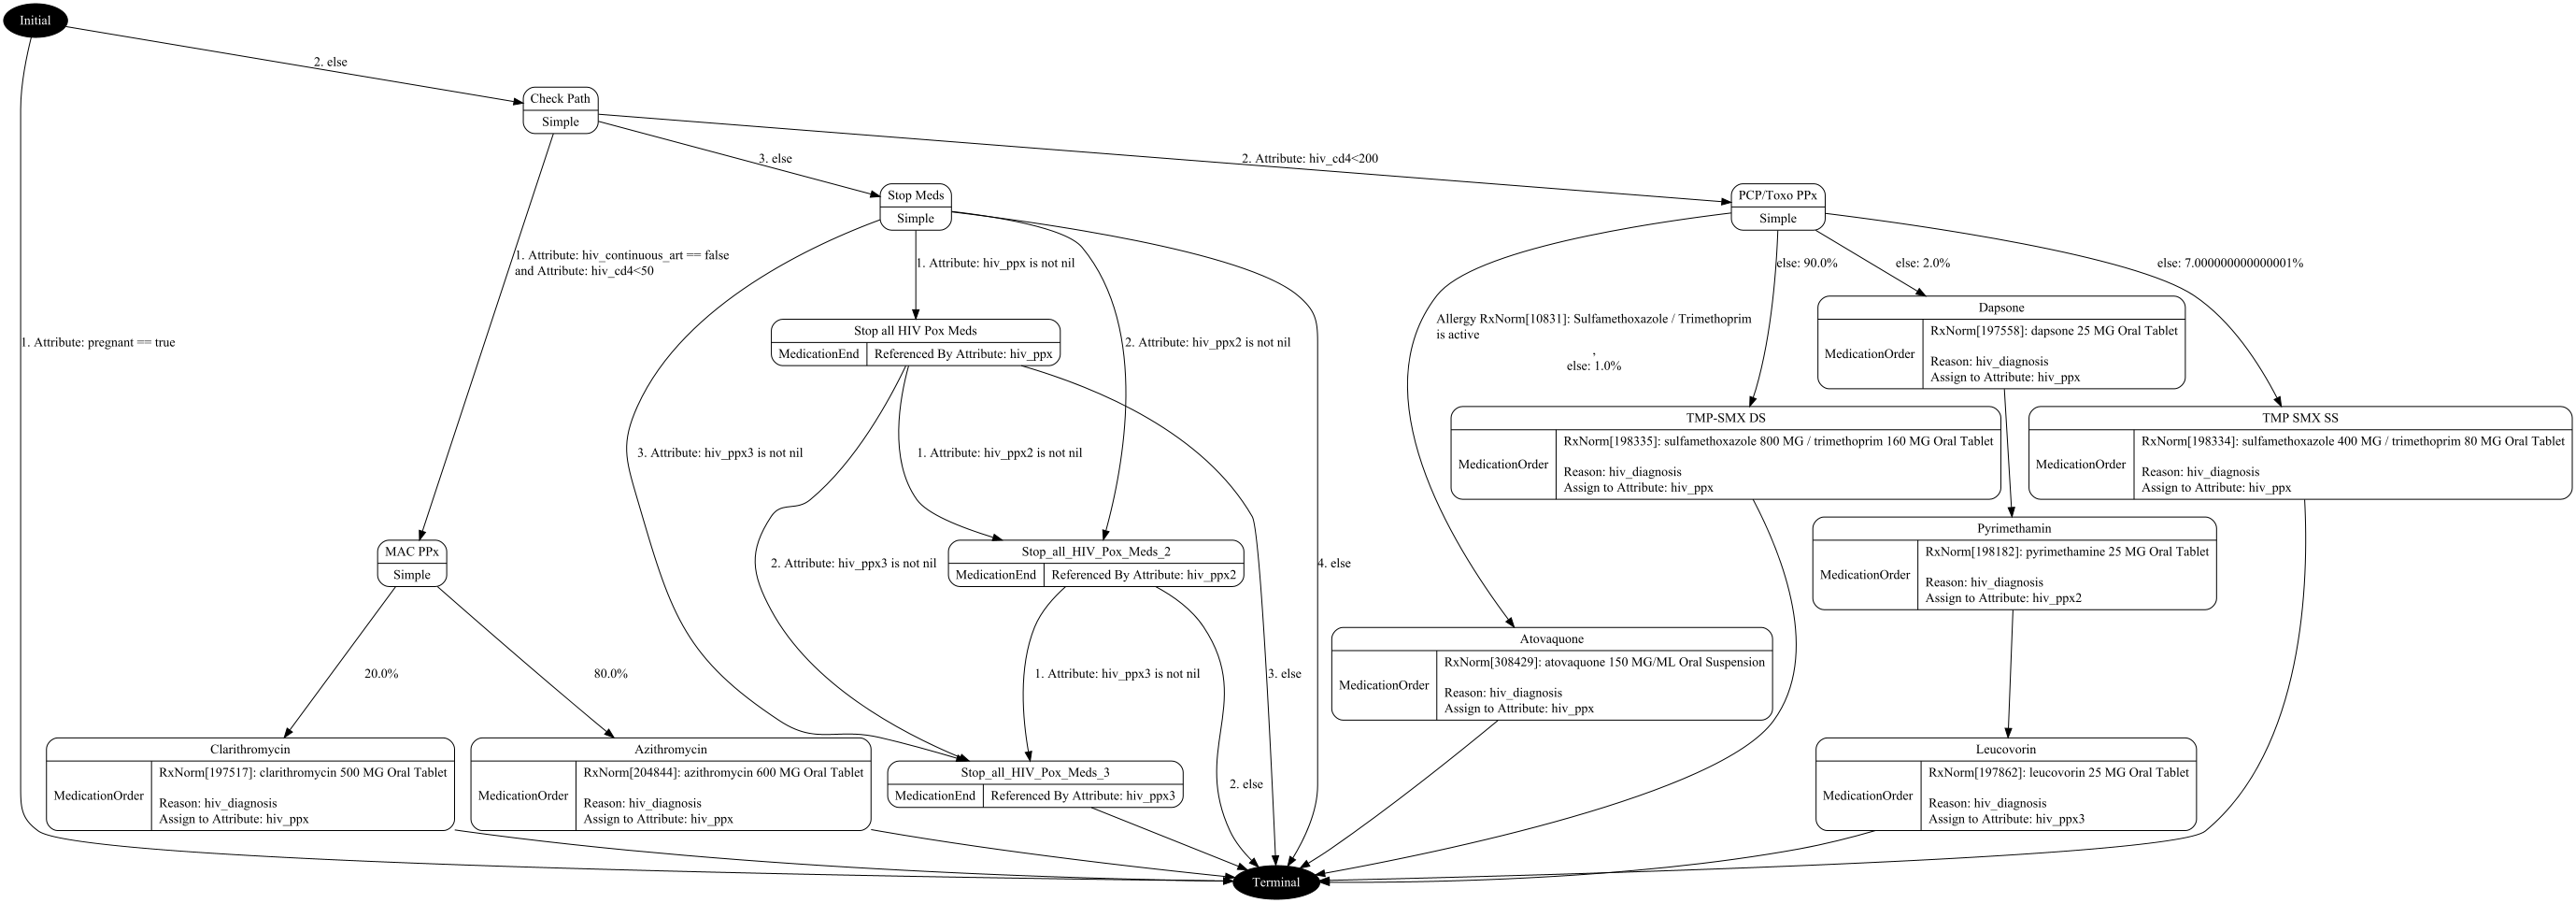 Initial
2. else
Check Path
Simple
3. else
2. Attribute: hiv_cd4<200
Stop Meds
Simple
PCP/Toxo PPx
Simple
1. Attribute: hiv_continuous_art == false
and Attribute: hiv_cd4<50
1. Attribute: hiv_ppx is not nil
else: 90.0%
else: 2.0%
else: 7.000000000000001%
1. Attribute: pregnant == true
Stop all HIV Pox Meds
MedicationEnd
Referenced By Attribute: hiv_ppx
2. Attribute: hiv_ppx2 is not nil
Allergy RxNorm[10831]: Sulfamethoxazole / Trimethoprim
is active
,
else: 1.0%
Dapsone
MedicationOrder
RxNorm[197558]: dapsone 25 MG Oral Tablet
Reason: hiv_diagnosis
Assign to Attribute: hiv_ppx
3. Attribute: hiv_ppx3 is not nil
1. Attribute: hiv_ppx2 is not nil
TMP-SMX DS
MedicationOrder
RxNorm[198335]: sulfamethoxazole 800 MG / trimethoprim 160 MG Oral Tablet
Reason: hiv_diagnosis
Assign to Attribute: hiv_ppx
TMP SMX SS
MedicationOrder
RxNorm[198334]: sulfamethoxazole 400 MG / trimethoprim 80 MG Oral Tablet
Reason: hiv_diagnosis
Assign to Attribute: hiv_ppx
MAC PPx
Simple
2. Attribute: hiv_ppx3 is not nil
Stop_all_HIV_Pox_Meds_2
MedicationEnd
Referenced By Attribute: hiv_ppx2
4. else
Pyrimethamin
MedicationOrder
RxNorm[198182]: pyrimethamine 25 MG Oral Tablet
Reason: hiv_diagnosis
Assign to Attribute: hiv_ppx2
20.0%
80.0%
1. Attribute: hiv_ppx3 is not nil
3. else
Atovaquone
MedicationOrder
RxNorm[308429]: atovaquone 150 MG/ML Oral Suspension
Reason: hiv_diagnosis
Assign to Attribute: hiv_ppx
Clarithromycin
MedicationOrder
RxNorm[197517]: clarithromycin 500 MG Oral Tablet
Reason: hiv_diagnosis
Assign to Attribute: hiv_ppx
Azithromycin
MedicationOrder
RxNorm[204844]: azithromycin 600 MG Oral Tablet
Reason: hiv_diagnosis
Assign to Attribute: hiv_ppx
Stop_all_HIV_Pox_Meds_3
MedicationEnd
Referenced By Attribute: hiv_ppx3
2. else
Leucovorin
MedicationOrder
RxNorm[197862]: leucovorin 25 MG Oral Tablet
Reason: hiv_diagnosis
Assign to Attribute: hiv_ppx3
Terminal